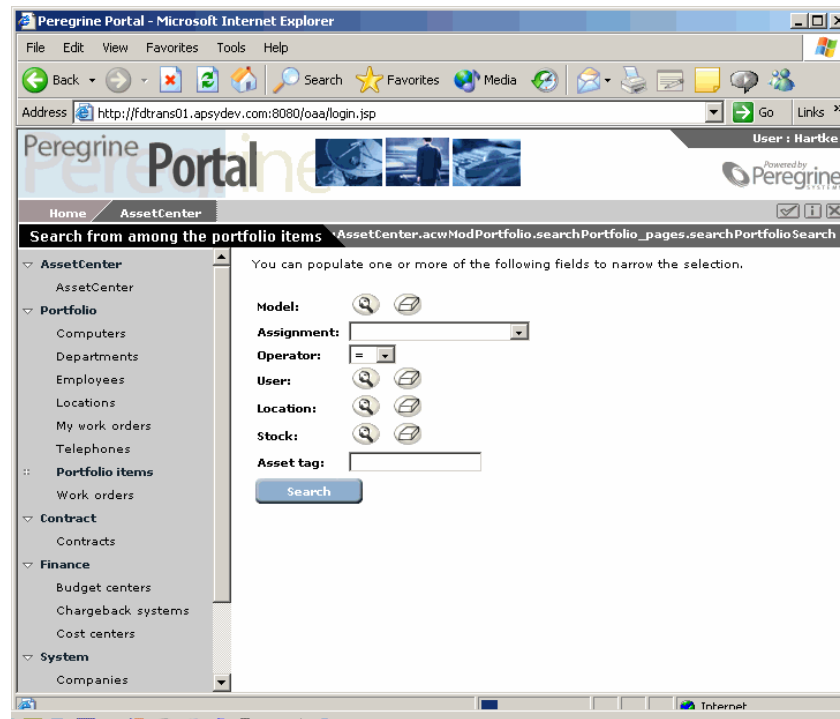 Peregrine Portal - Microsoft Internet Explorer
File Edit View Favorites Tools Help
Back Search Favorites Media
Address http://fdtrans01.apsydev.com:8080/oaa/login.jsp Go Links »
Peregrine Portal
Peregrine
User : Hartke
Powered by
Peregrine
SYSTEMS
Home AssetCenter
Search from among the portfolio items AssetCenter.acwModPortfolio.searchPortfolio_pages.searchPortfolioSearch
AssetCenter
AssetCenter
Portfolio
Computers
Departments
Employees
Locations
My work orders
Telephones
Portfolio items
Work orders
Contract
Contracts
Finance
Budget centers
Chargeback systems
Cost centers
System
Companies
You can populate one or more of the following fields to narrow the selection.
Model:
Assignment:
Operator: =
User:
Location:
Stock:
Asset tag:
Search
Internet